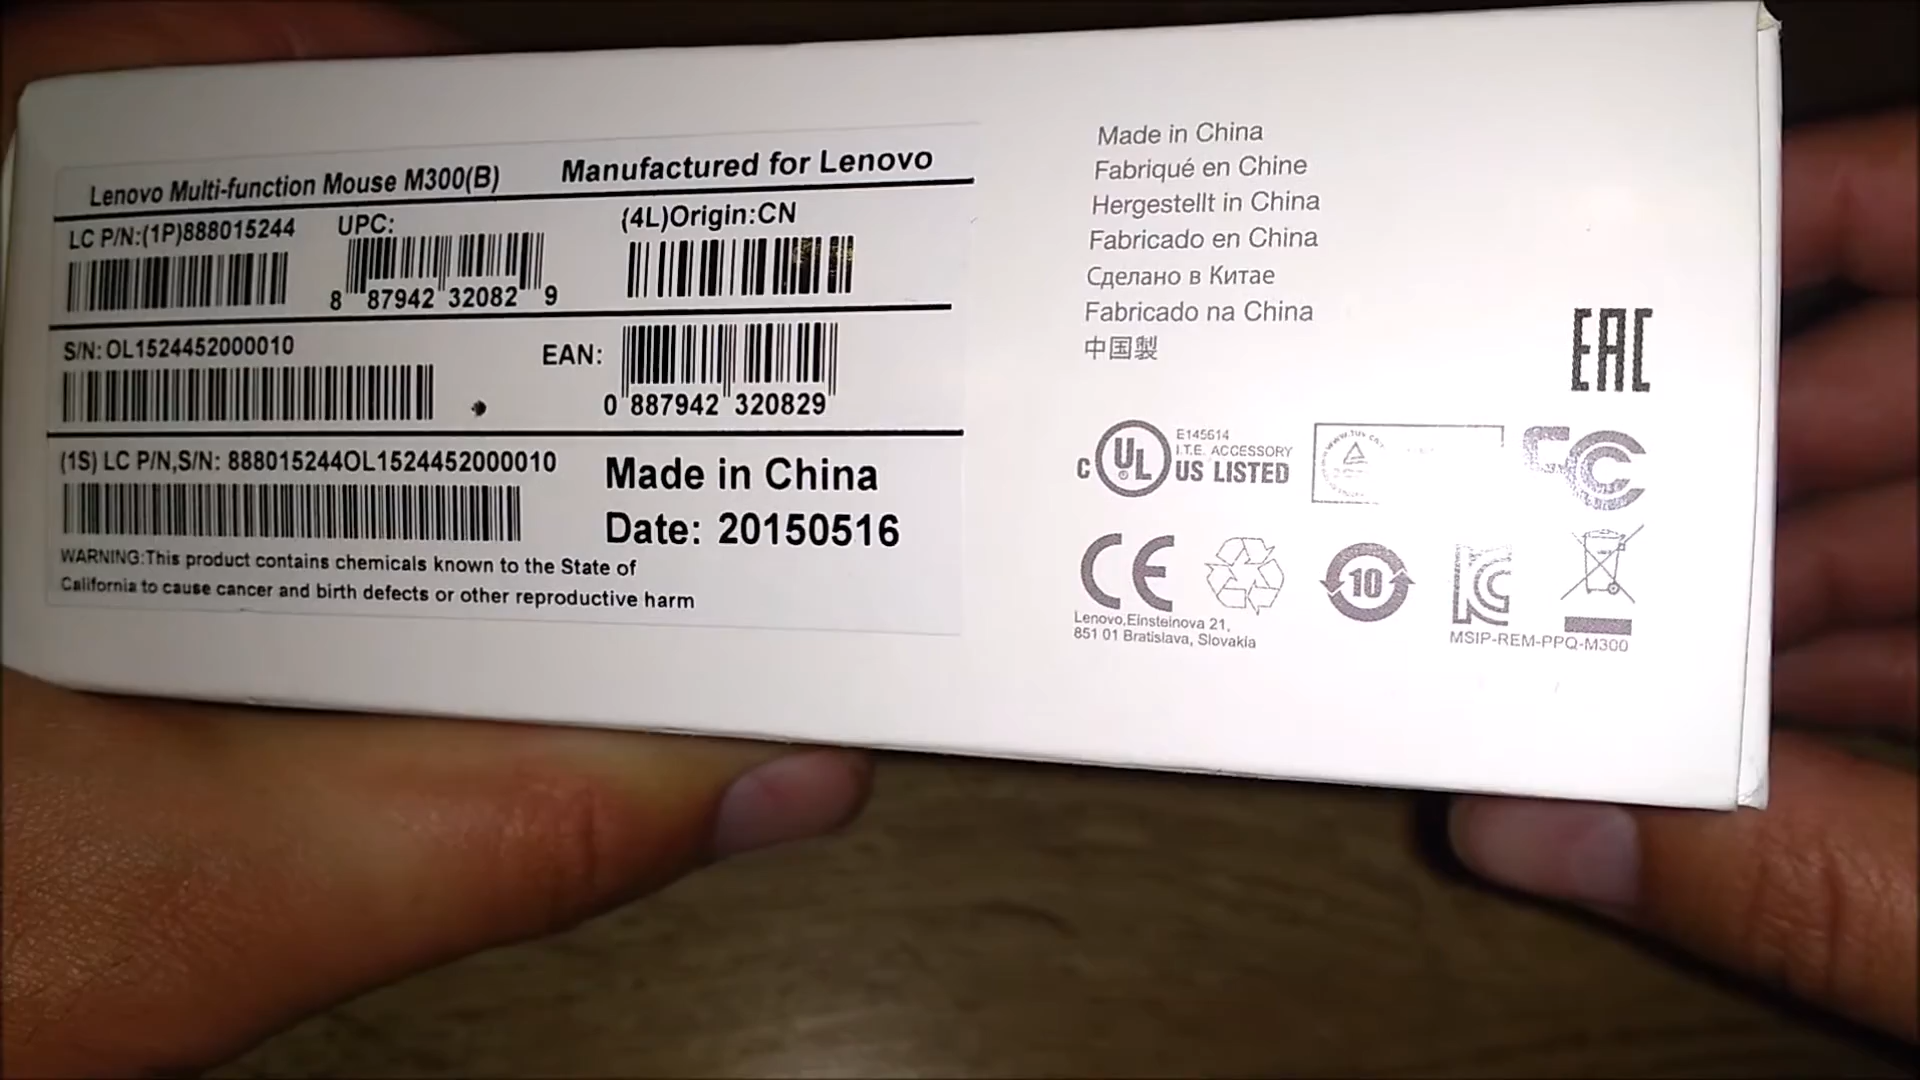 Lenovo Multi-function Mouse M300(B) Manufactured for Lenovo
LC P/N:(1P)888015244
UPC:
8 87942 32082 9
(4L)Origin:CN
S/N: OL1524452000010
EAN:
0 887942 320829
(1S) LC P/N,S/N: 888015244OL1524452000010
Made in China
Date: 20150516
WARNING:This product contains chemicals known to the State of
California to cause cancer and birth defects or other reproductive harm
Made in China
Fabriqué en Chine
Hergestellt in China
Fabricado en China
Сделано в Китае
Fabricado na China
中国製
EAC
C UL US LISTED
E145614
I.T.E. ACCESSORY
FC
CE
10
KC
Lenovo,Einsteinova 21,
851 01 Bratislava, Slovakia
MSIP-REM-PPQ-M300